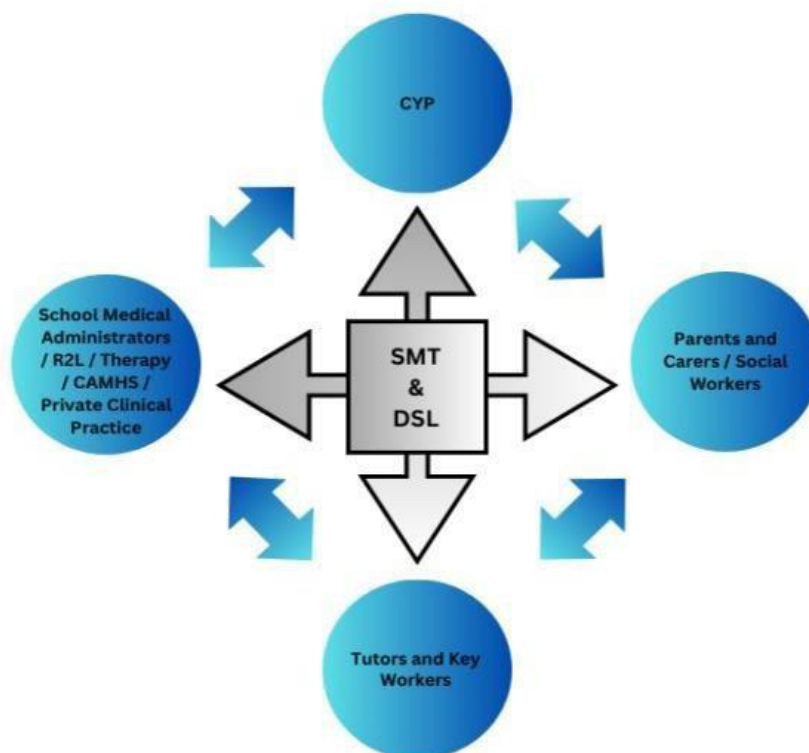 CYP
School Medical
Administrators
/ R2L / Therapy
/ CAMHS /
Private Clinical
Practice
SMT
&
DSL
Parents and
Carers / Social
Workers
Tutors and Key
Workers